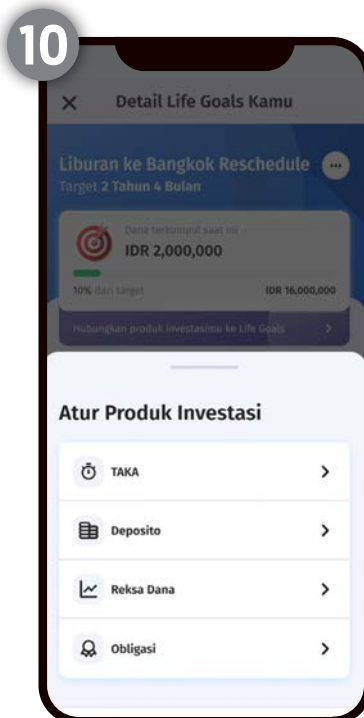 10
Detail Life Goals Kamu
Liburan ke Bangkok Reschedule
Target 2 Tahun 4 Bulan
Dana terkumpul saat ini
IDR 2,000,000
10% dari target IDR 16,000,000
Hubungkan produk investasimu ke Life Goals
Atur Produk Investasi
TAKA
Deposito
Reksa Dana
Obligasi